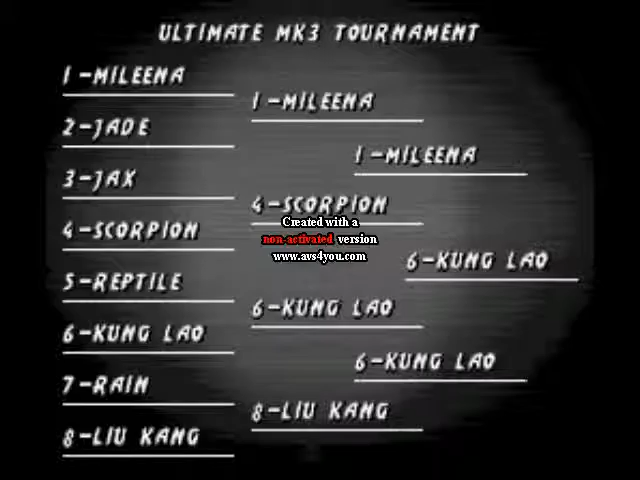 ULTIMATE MK3 TOURNAMENT
1-MILEENA
1-MILEENA
2-JADE
1-MILEENA
3-JAX
4-SCORPION
Created with a
4-SCORPION
non-activated version
www.avs4you.com
6-KUNG LAO
5-REPTILE
6-KUNG LAO
6-KUNG LAO
6-KUNG LAO
7-RAIN
8-LIU KANG
8-LIU KANG